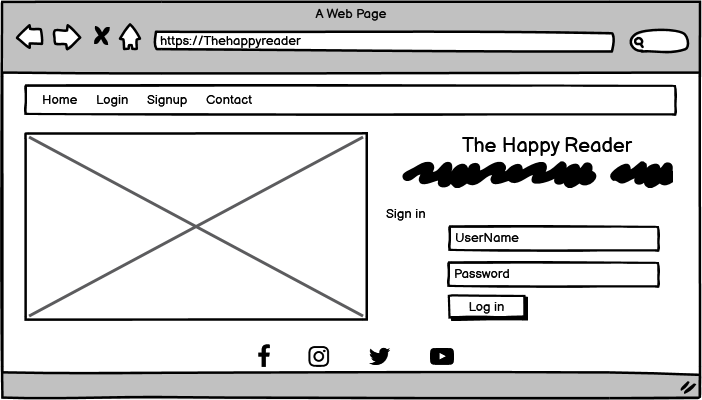 A Web Page
https://Thehappyreader
Home Login Signup Contact
The Happy Reader
Sign in
UserName
Password
Log in